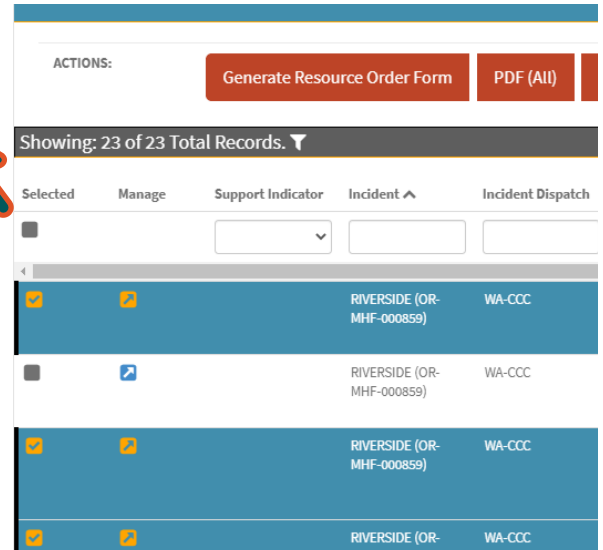 ACTIONS:
Generate Resource Order Form
PDF (All)
Showing: 23 of 23 Total Records.
Selected Manage Support Indicator Incident Incident Dispatch
RIVERSIDE (OR- WA-CCC
MHF-000859)
RIVERSIDE (OR- WA-CCC
MHF-000859)
RIVERSIDE (OR- WA-CCC
MHF-000859)
RIVERSIDE (OR- WA-CCC